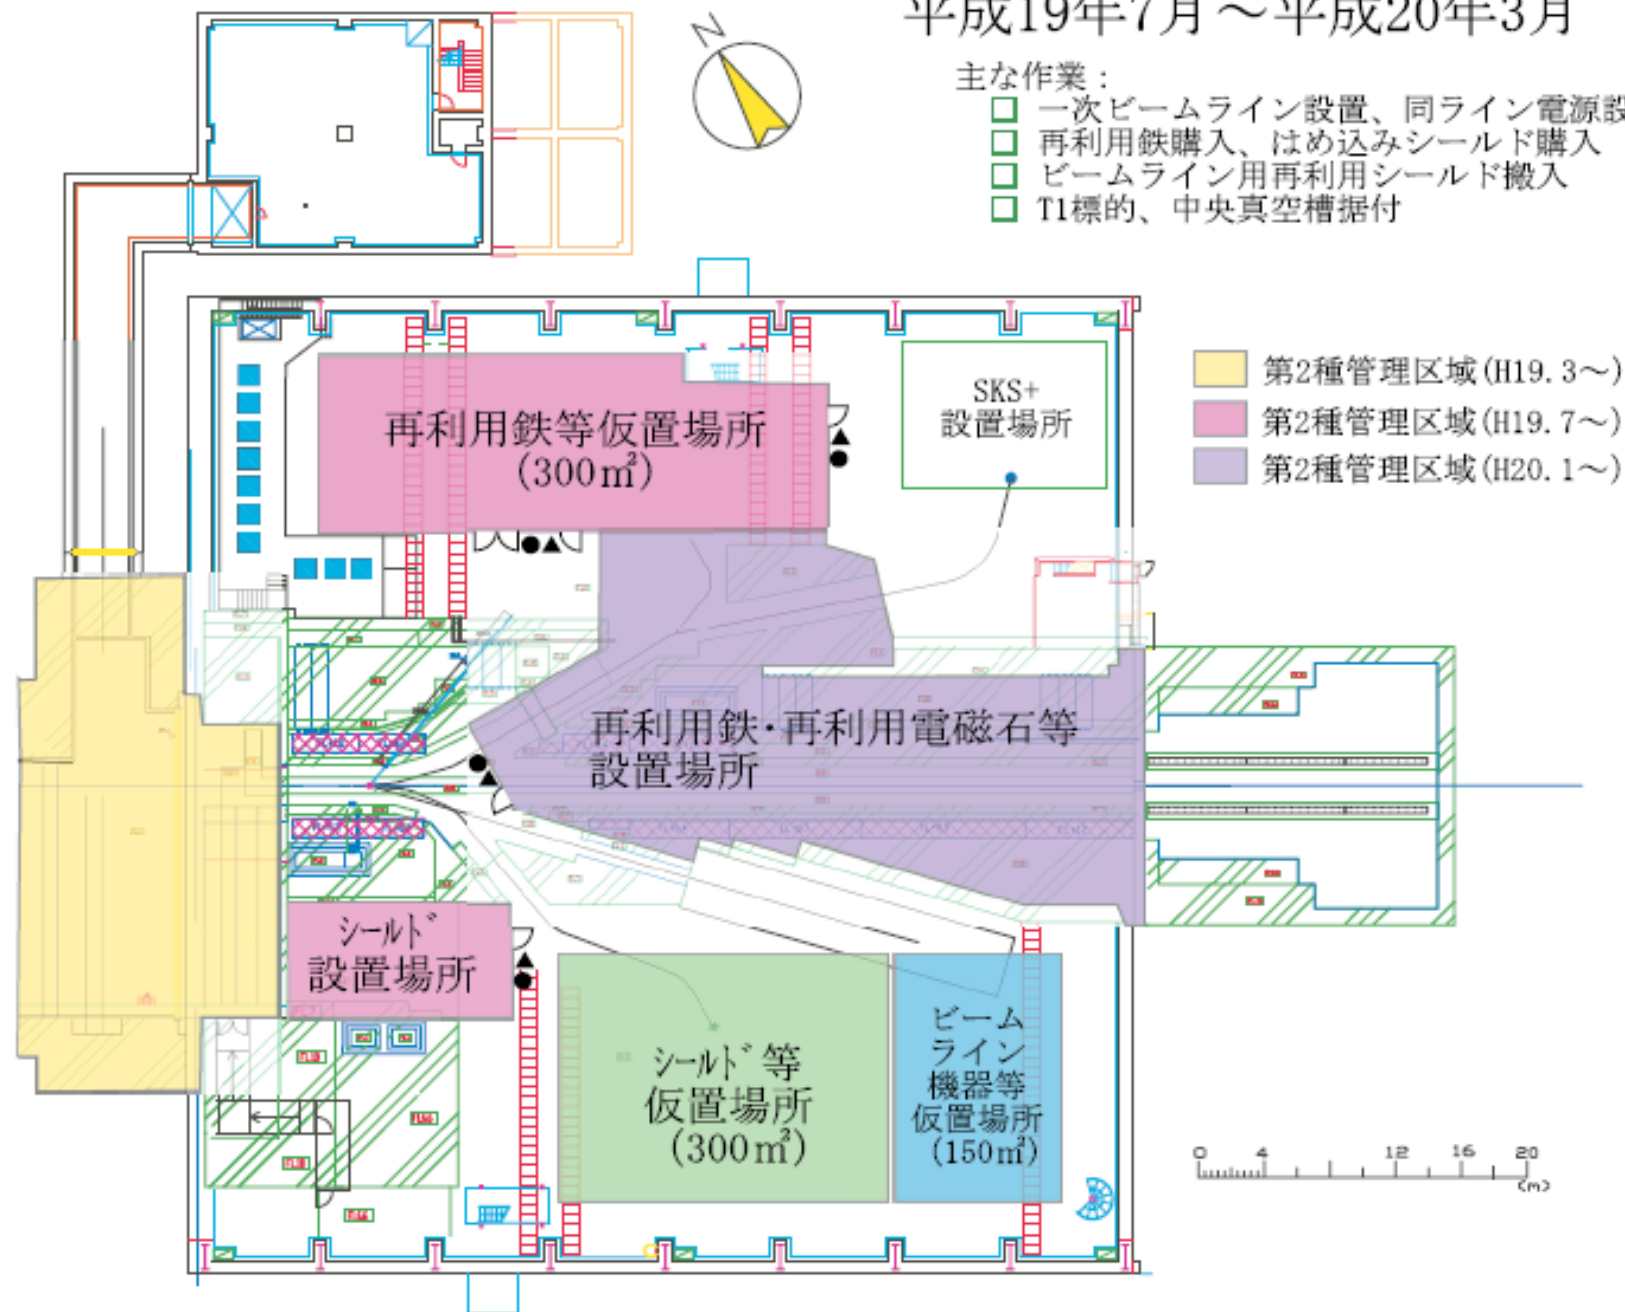 平成19年7月～平成20年3月
N
主な作業：
□ 一次ビームライン設置、同ライン電源設
□ 再利用鉄購入、はめ込みシールド購入
□ ビームライン用再利用シールド搬入
□ T1標的、中央真空槽据付
第2種管理区域(H19.3～)
第2種管理区域(H19.7～)
第2種管理区域(H20.1～)
再利用鉄等仮置場所
(300㎡)
SKS+
設置場所
再利用鉄・再利用電磁石等
設置場所
ｼｰﾙﾄﾞ
設置場所
ｼｰﾙﾄﾞ等
仮置場所
(300㎡)
ビーム
ライン
機器等
仮置場所
(150㎡)
0 4 12 16 20
(m)